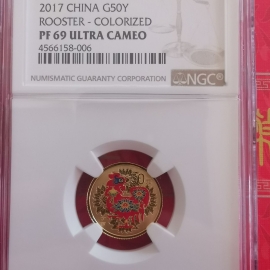 2017 CHINA G50Y
ROOSTER - COLORIZED
PF 69 ULTRA CAMEO
4566158-006
NUMISMATIC GUARANTY CORPORATION
NGC